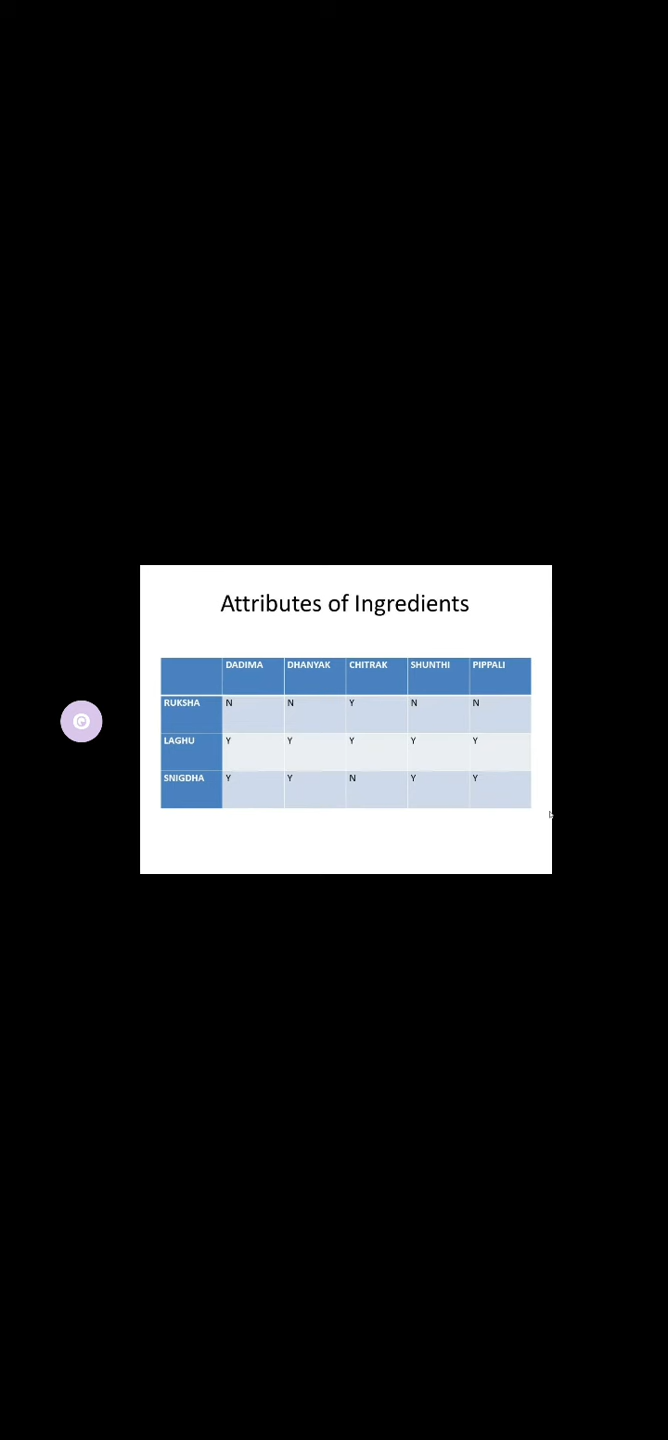 Attributes of Ingredients
DADIMA DHANYAK CHITRAK SHUNTHI PIPPALI
RUKSHA N N Y N N
LAGHU Y Y Y Y Y
SNIGDHA Y Y N Y Y